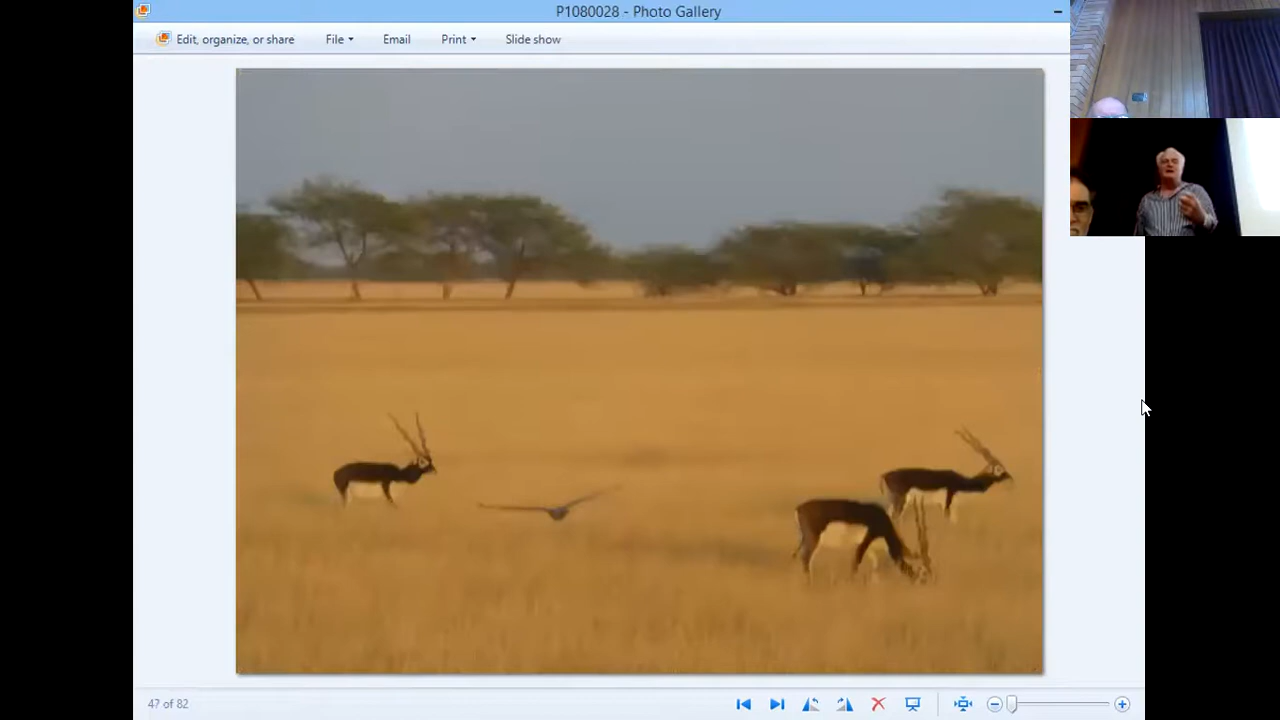 P1080028 - Photo Gallery
Edit, organize, or share File Email Print Slide show
47 of 82